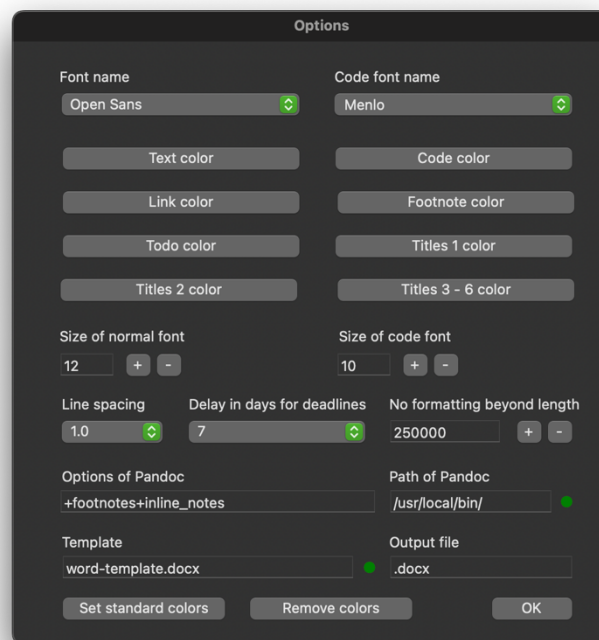 Options
Font name Code font name
Open Sans Menlo
Text color Code color
Link color Footnote color
Todo color Titles 1 color
Titles 2 color Titles 3 - 6 color
Size of normal font Size of code font
12 + - 10 + -
Line spacing Delay in days for deadlines No formatting beyond length
1.0 7 250000 + -
Options of Pandoc Path of Pandoc
+footnotes+inline_notes /usr/local/bin/
Template Output file
word-template.docx .docx
Set standard colors Remove colors OK